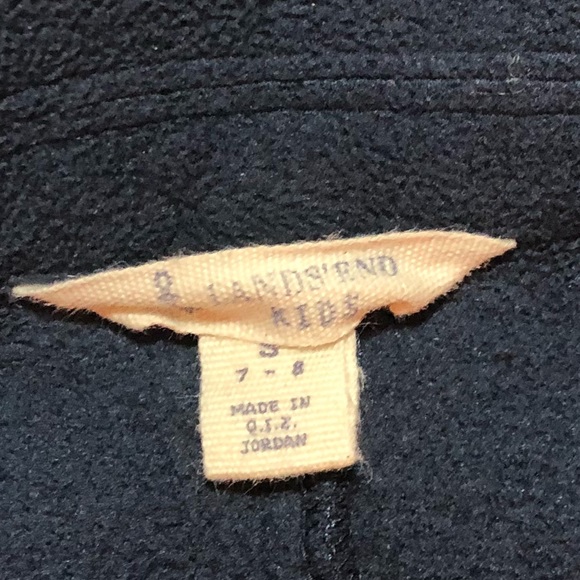 LANDS'END
KIDS
S
7 - 8
MADE IN
Q.I.Z.
JORDAN